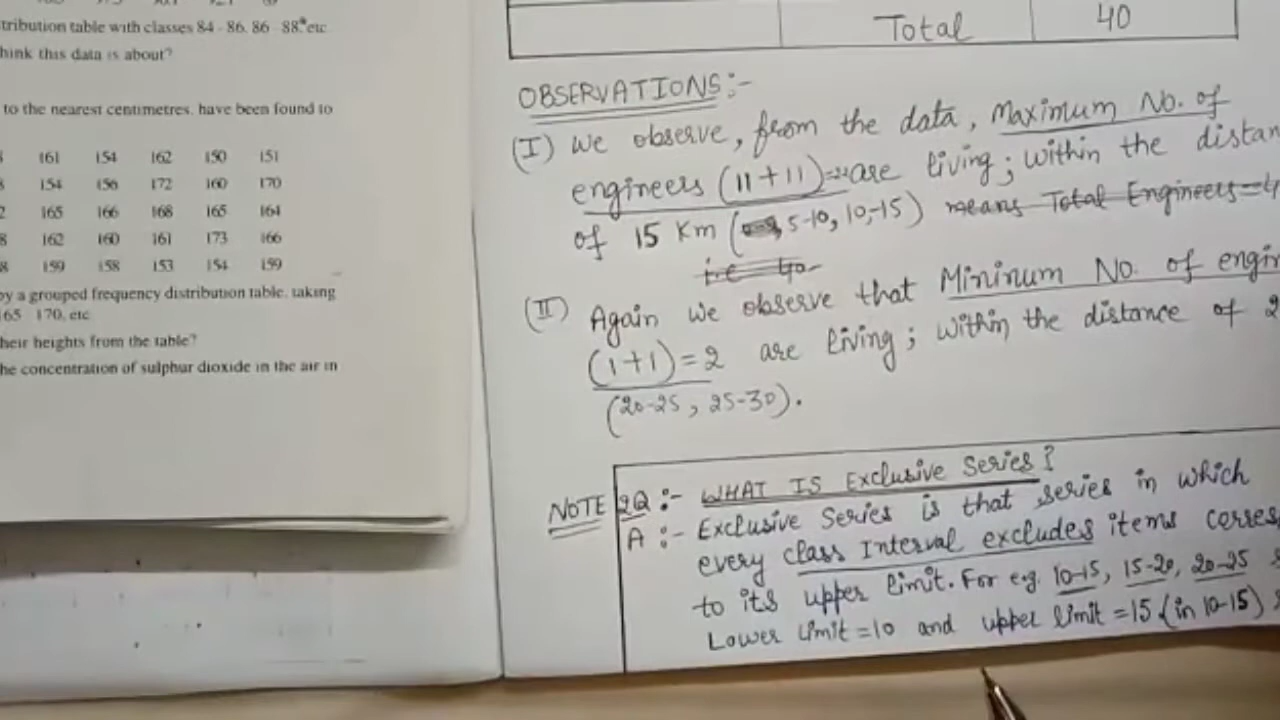 tribution table with classes 84 - 86, 86 - 88, etc
hink this data is about?
to the nearest centimetres, have been found to
161 154 162 150 151
154 156 172 160 170
165 166 168 165 164
162 160 161 173 166
159 158 153 154 159
by a grouped frequency distribution table, taking
65 170, etc
heir heights from the table?
he concentration of sulphur dioxide in the air in
Total 40
OBSERVATIONS:-
(I) We observe, from the data, Maximum No. of
engineers (11+11)=22 are living; within the distan
of 15 Km (5-10, 10-15) means Total Engineers=4
i.e 40
(II) Again we observe that Mininum No. of engin
(1+1)=2 are living; within the distance of 2
(20-25, 25-30).
NOTE 2Q:- WHAT IS Exclusive Series?
A:- Exclusive Series is that series in which
every class Interval excludes items corres
to its upper limit. For e.g. 10-15, 15-20, 20-25
Lower limit=10 and upper limit=15 (in 10-15)